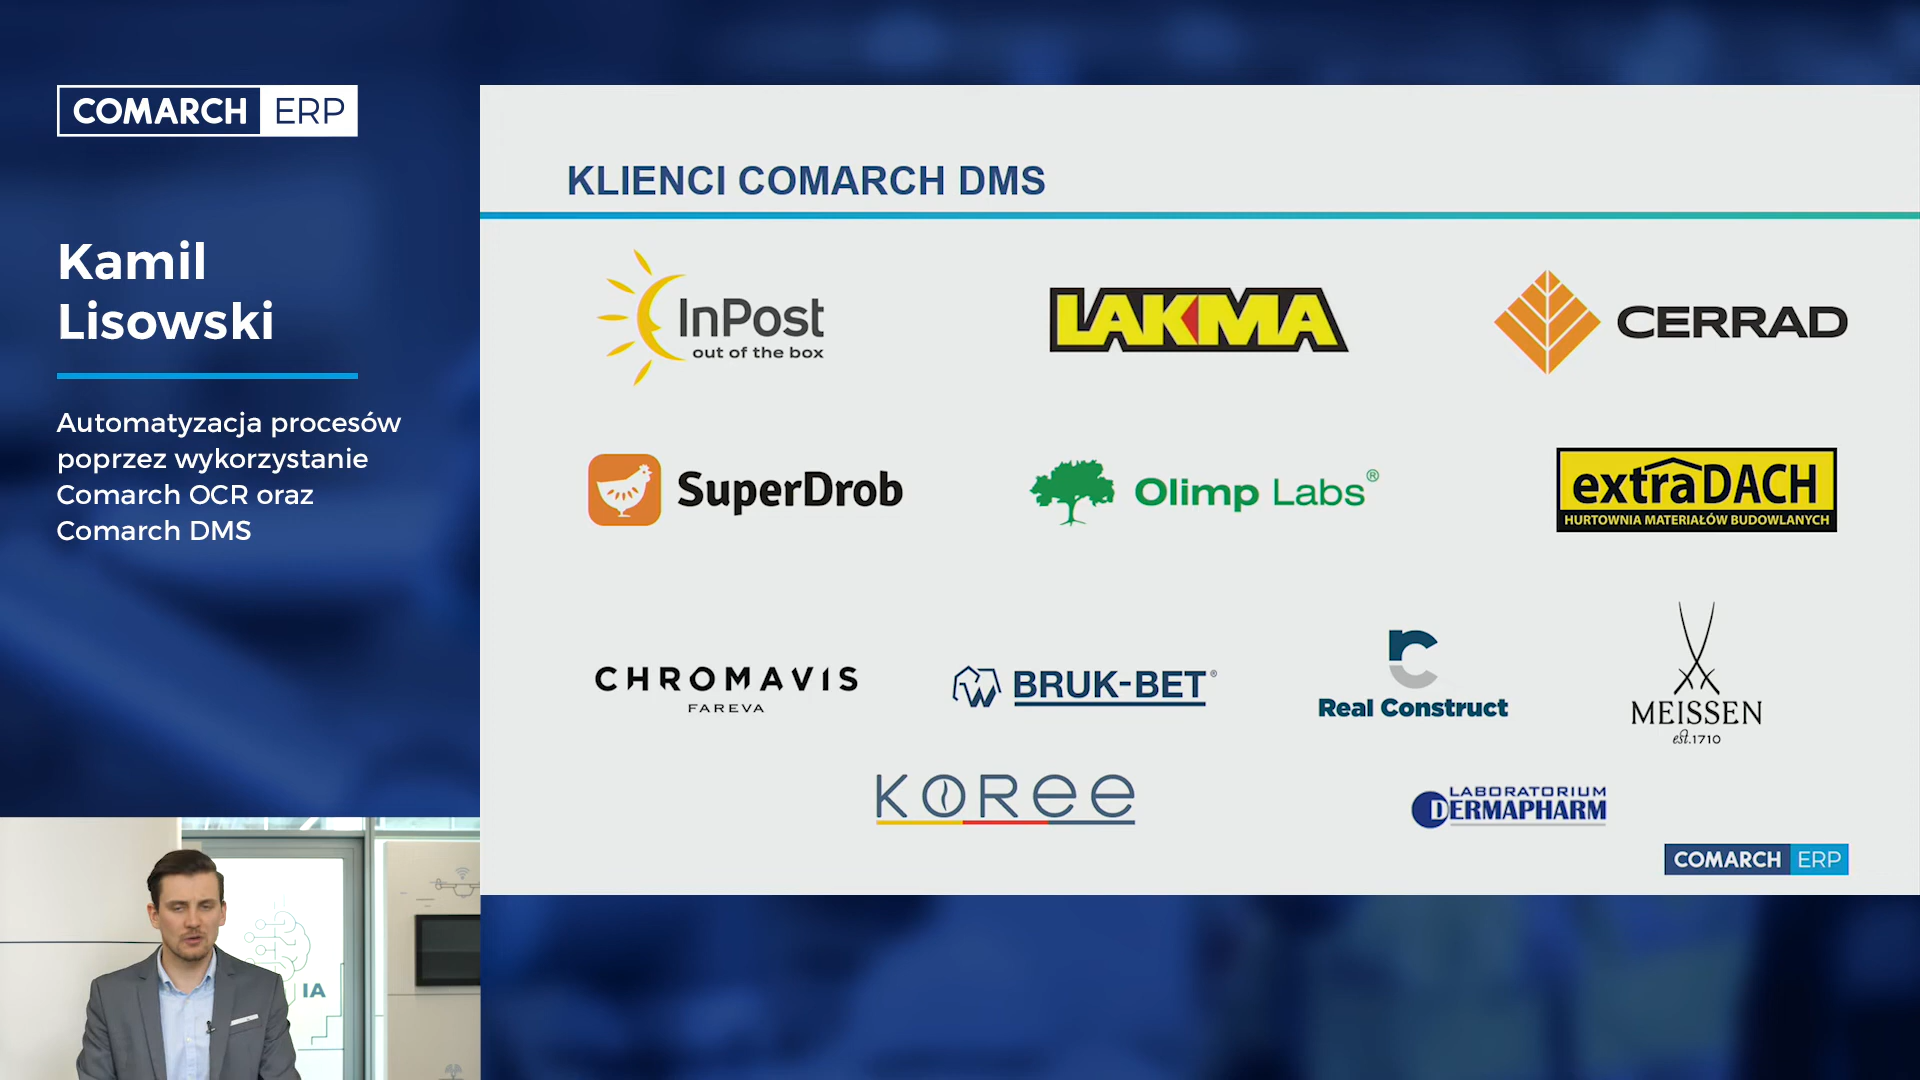 COMARCH ERP
Kamil
Lisowski
Automatyzacja procesów
poprzez wykorzystanie
Comarch OCR oraz
Comarch DMS
KLIENCI COMARCH DMS
InPost
out of the box
LAKMA
CERRAD
SuperDrob
Olimp Labs®
extraDACH
HURTOWNIA MATERIAŁÓW BUDOWLANYCH
CHROMAVIS
FAREVA
BRUK-BET®
rc
Real Construct
MEISSEN
est.1710
KOREE
LABORATORIUM
DERMAPHARM
COMARCH ERP
IA